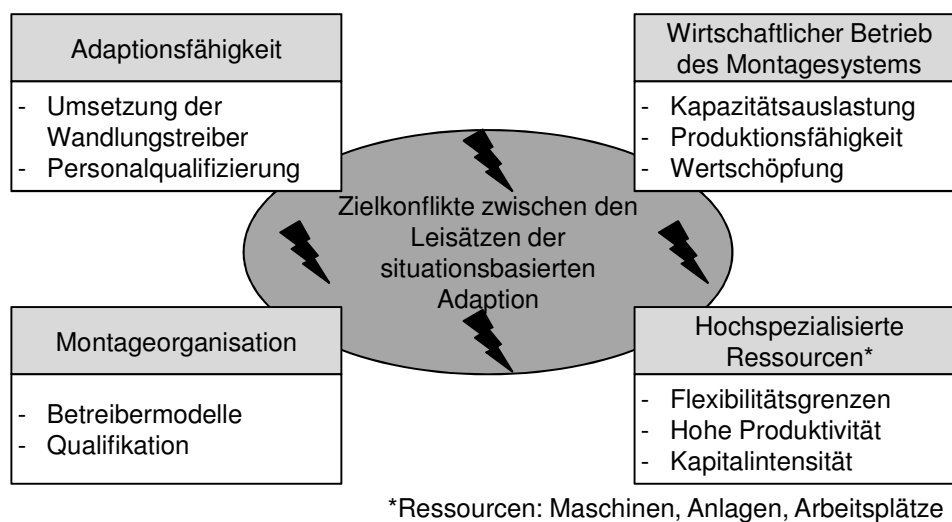 Adaptionsfähigkeit
- Umsetzung der
Wandlungstreiber
- Personalqualifizierung
Wirtschaftlicher Betrieb
des Montagesystems
- Kapazitätsauslastung
- Produktionsfähigkeit
- Wertschöpfung
Zielkonflikte zwischen den
Leisätzen der
situationsbasierten
Adaption
Montageorganisation
- Betreibermodelle
- Qualifikation
Hochspezialisierte
Ressourcen*
- Flexibilitätsgrenzen
- Hohe Produktivität
- Kapitalintensität
*Ressourcen: Maschinen, Anlagen, Arbeitsplätze